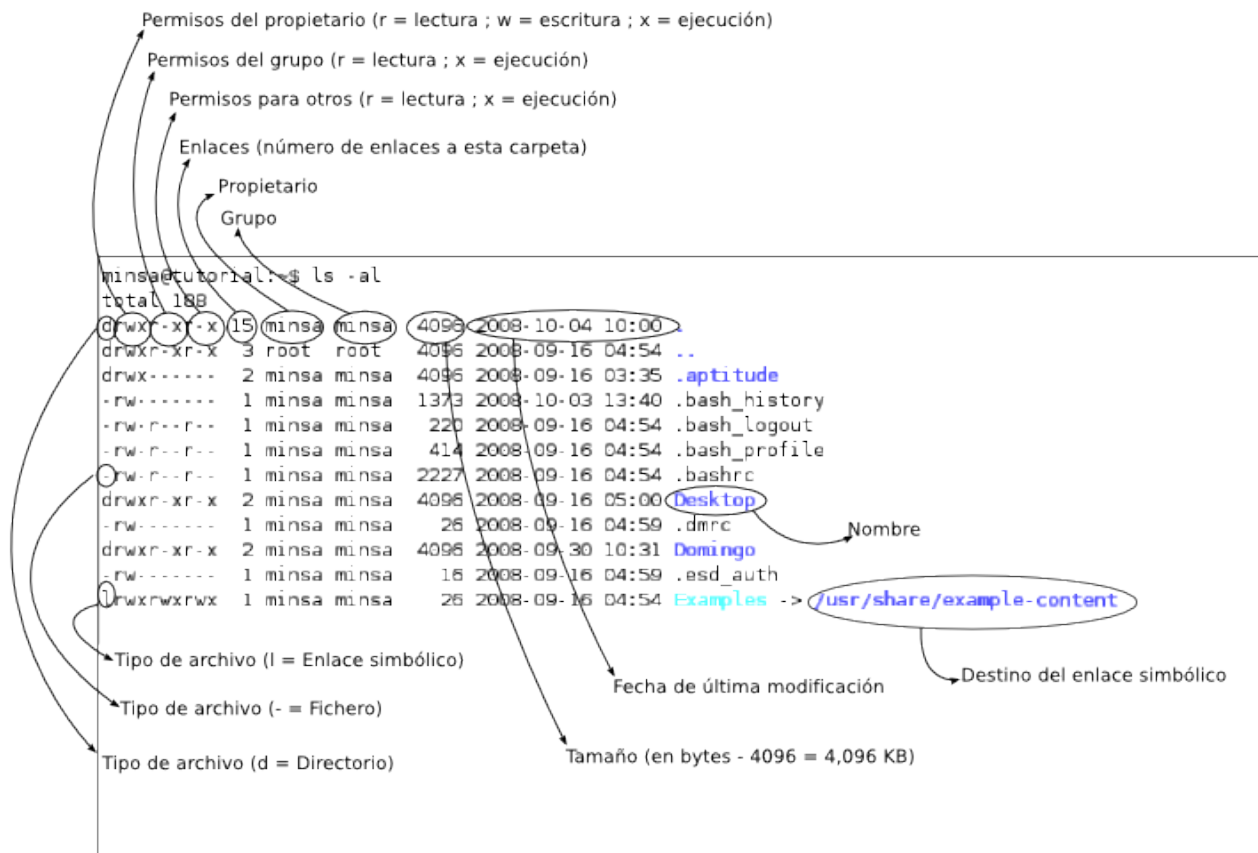 Permisos del propietario (r = lectura ; w = escritura ; x = ejecución)
Permisos del grupo (r = lectura ; x = ejecución)
Permisos para otros (r = lectura ; x = ejecución)
Enlaces (número de enlaces a esta carpeta)
Propietario
Grupo
minsa@tutorial:~$ ls -al
total 188
drwxr-xr-x 15 minsa minsa 4096 2008-10-04 10:00 .
drwxr-xr-x 3 root root 4096 2008-09-16 04:54 ..
drwx------ 2 minsa minsa 4096 2008-09-16 03:35 .aptitude
-rw------- 1 minsa minsa 1373 2008-10-03 13:40 .bash_history
-rw-r--r-- 1 minsa minsa 220 2008-09-16 04:54 .bash_logout
-rw-r--r-- 1 minsa minsa 414 2008-09-16 04:54 .bash_profile
-rw-r--r-- 1 minsa minsa 2227 2008-09-16 04:54 .bashrc
drwxr-xr-x 2 minsa minsa 4096 2008-09-16 05:00 Desktop
-rw------- 1 minsa minsa 26 2008-09-16 04:59 .dmrc
Nombre
drwxr-xr-x 2 minsa minsa 4096 2008-09-30 10:31 Domingo
-rw------- 1 minsa minsa 16 2008-09-16 04:59 .esd_auth
lrwxrwxrwx 1 minsa minsa 26 2008-09-16 04:54 Examples -> /usr/share/example-content
Tipo de archivo (l = Enlace simbólico)
Destino del enlace simbólico
Fecha de última modificación
Tipo de archivo (- = Fichero)
Tamaño (en bytes - 4096 = 4,096 KB)
Tipo de archivo (d = Directorio)